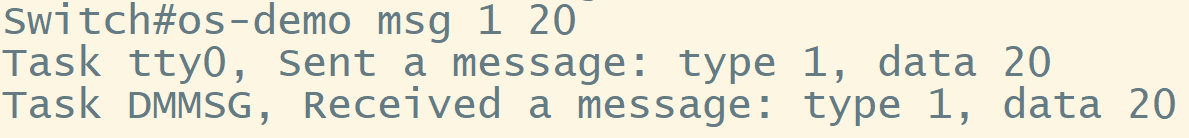 Switch#os-demo msg 1 20
Task tty0, Sent a message: type 1, data 20
Task DMMSG, Received a message: type 1, data 20